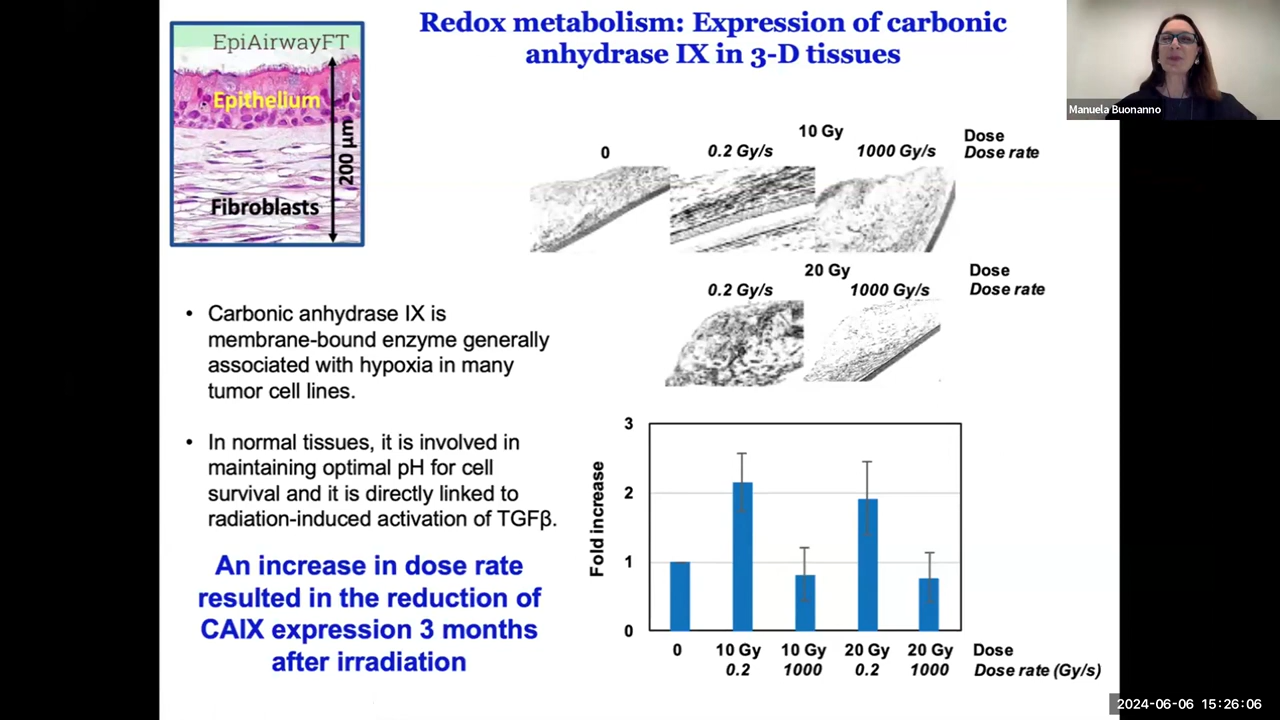 Redox metabolism: Expression of carbonic
anhydrase IX in 3-D tissues
EpiAirwayFT
Epithelium
200 µm
Fibroblasts
Manuela Buonanno
10 Gy Dose
0 0.2 Gy/s 1000 Gy/s Dose rate
20 Gy Dose
0.2 Gy/s 1000 Gy/s Dose rate
• Carbonic anhydrase IX is
membrane-bound enzyme generally
associated with hypoxia in many
tumor cell lines.
• In normal tissues, it is involved in
maintaining optimal pH for cell
survival and it is directly linked to
radiation-induced activation of TGFβ.
An increase in dose rate
resulted in the reduction of
CAIX expression 3 months
after irradiation
Fold increase
3
2
1
0
0 10 Gy 10 Gy 20 Gy 20 Gy Dose
0.2 1000 0.2 1000 Dose rate (Gy/s)
2024-06-06 15:26:06